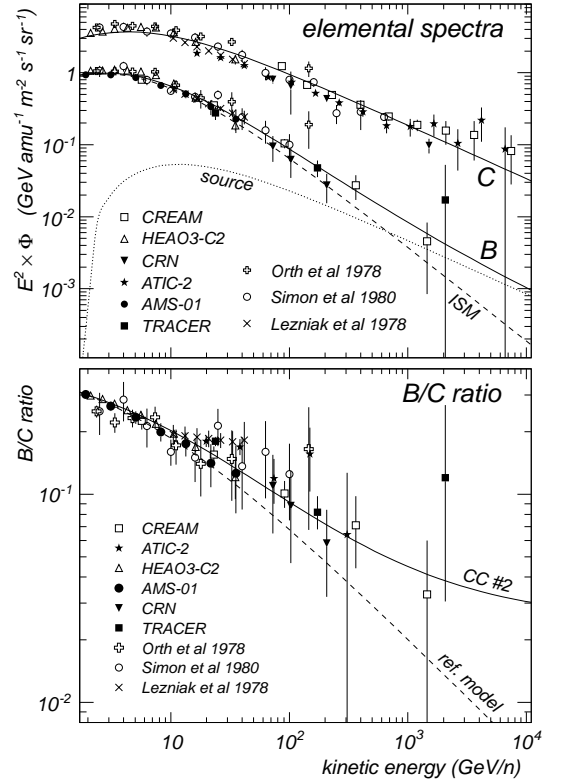 elemental spectra
E² × Φ (GeV amu⁻¹ m⁻² s⁻¹ sr⁻¹)
1
10⁻¹
10⁻²
10⁻³
source
C
B
ISM
CREAM
HEAO3-C2
CRN
ATIC-2
AMS-01
TRACER
Orth et al 1978
Simon et al 1980
Lezniak et al 1978
B/C ratio
B/C ratio
10⁻¹
10⁻²
CC #2
ref. model
CREAM
ATIC-2
HEAO3-C2
AMS-01
CRN
TRACER
Orth et al 1978
Simon et al 1980
Lezniak et al 1978
10 10² 10³ 10⁴
kinetic energy (GeV/n)